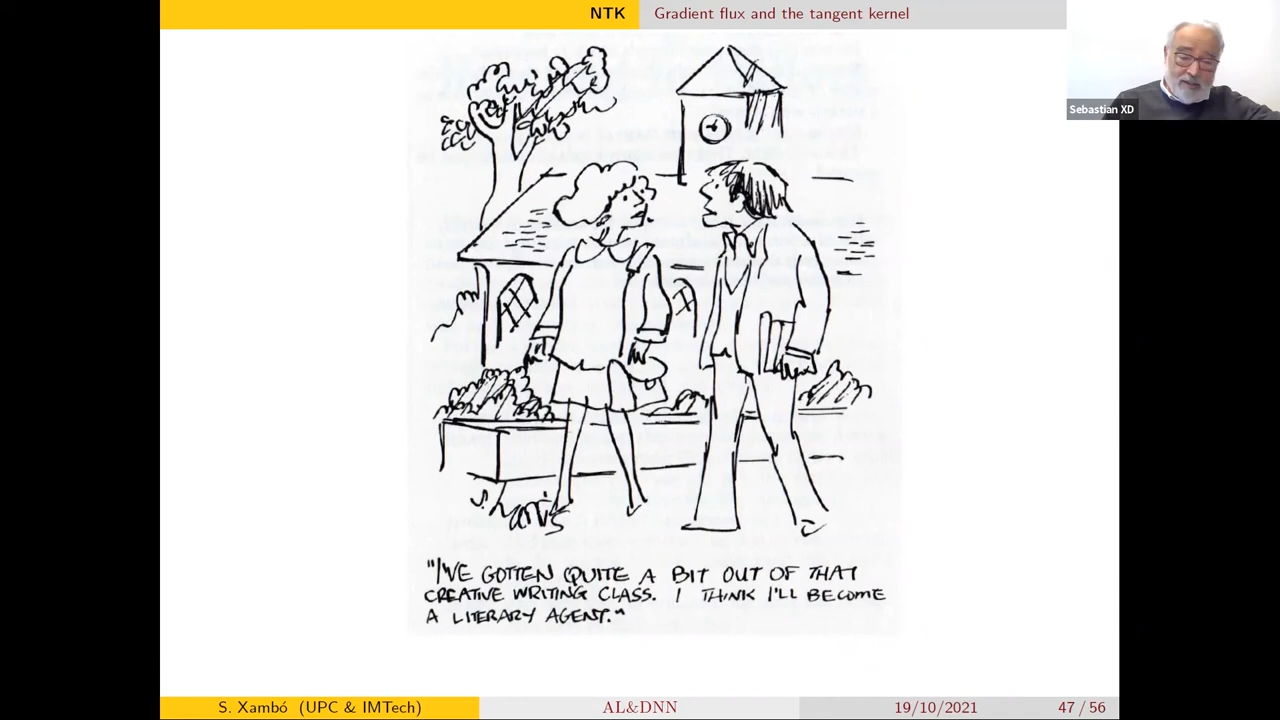 NTK Gradient flux and the tangent kernel
Sebastian XD
S. Harris
"I'VE GOTTEN QUITE A BIT OUT OF THAT
CREATIVE WRITING CLASS. I THINK I'LL BECOME
A LITERARY AGENT."
S. Xambó (UPC & IMTech) AL&DNN 19/10/2021 47 / 56